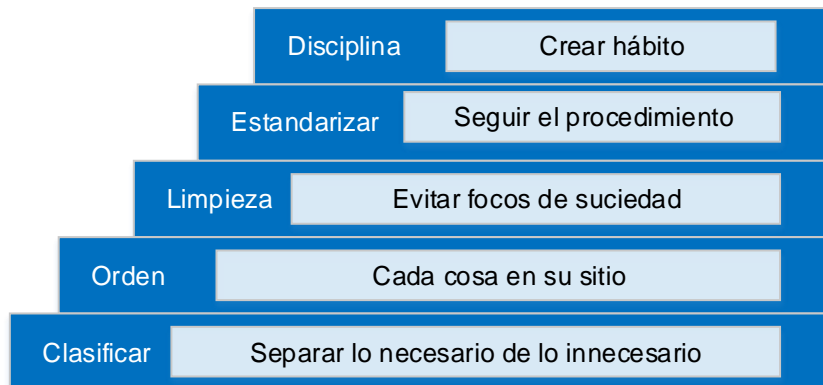 Disciplina Crear hábito
Estandarizar Seguir el procedimiento
Limpieza Evitar focos de suciedad
Orden Cada cosa en su sitio
Clasificar Separar lo necesario de lo innecesario